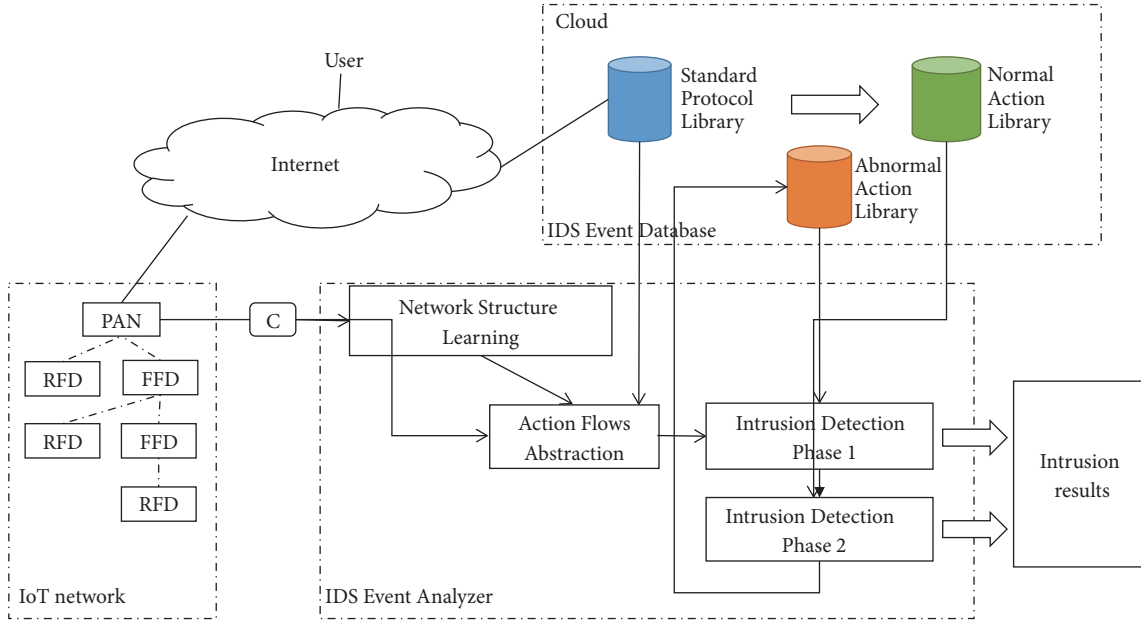 Cloud
User
Standard
Protocol
Library
Normal
Action
Library
Internet
Abnormal
Action
Library
IDS Event Database
PAN
C
Network Structure
Learning
RFD
FFD
RFD
FFD
Action Flows
Abstraction
Intrusion Detection
Phase 1
Intrusion
results
RFD
Intrusion Detection
Phase 2
IoT network
IDS Event Analyzer